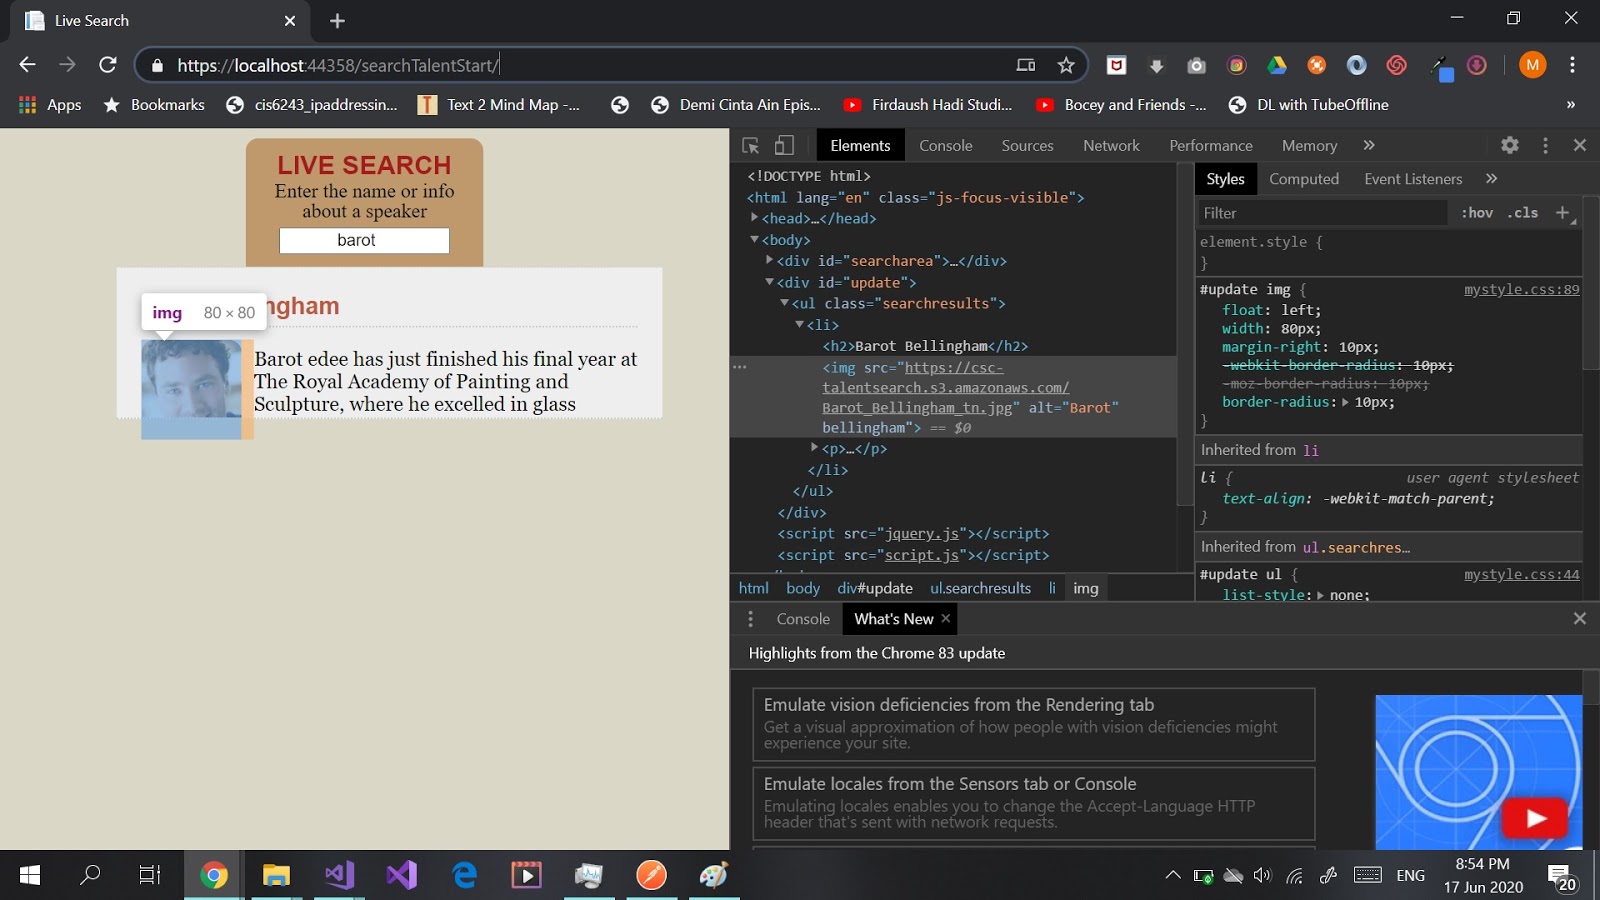 Live Search
https://localhost:44358/searchTalentStart/
M
Apps
Bookmarks
cis6243_ipaddressin...
Text 2 Mind Map -...
Demi Cinta Ain Epis...
Firdaush Hadi Studi...
Bocey and Friends -...
DL with TubeOffline
»
LIVE SEARCH
Enter the name or info
about a speaker
barot
ngham
img 80 × 80
Barot edee has just finished his final year at
The Royal Academy of Painting and
Sculpture, where he excelled in glass
Elements Console Sources Network Performance Memory »
<!DOCTYPE html>
<html lang="en" class="js-focus-visible">
<head>…</head>
<body>
<div id="searcharea">…</div>
<div id="update">
<ul class="searchresults">
<li>
<h2>Barot Bellingham</h2>
<img src="https://csc-
talentsearch.s3.amazonaws.com/
Barot_Bellingham_tn.jpg" alt="Barot"
bellingham"> == $0
<p>…</p>
</li>
</ul>
</div>
<script src="jquery.js"></script>
<script src="script.js"></script>
html body div#update ul.searchresults li img
Styles Computed Event Listeners »
Filter :hov .cls +
element.style {
}
#update img { mystyle.css:89
float: left;
width: 80px;
margin-right: 10px;
-webkit-border-radius: 10px;
-moz-border-radius: 10px;
border-radius: 10px;
}
Inherited from li
li { user agent stylesheet
text-align: -webkit-match-parent;
}
Inherited from ul.searchres…
#update ul { mystyle.css:44
list-style: none;
Console What's New
Highlights from the Chrome 83 update
Emulate vision deficiencies from the Rendering tab
Get a visual approximation of how people with vision deficiencies might
experience your site.
Emulate locales from the Sensors tab or Console
Emulating locales enables you to change the Accept-Language HTTP
header that's sent with network requests.
ENG
8:54 PM
17 Jun 2020
20